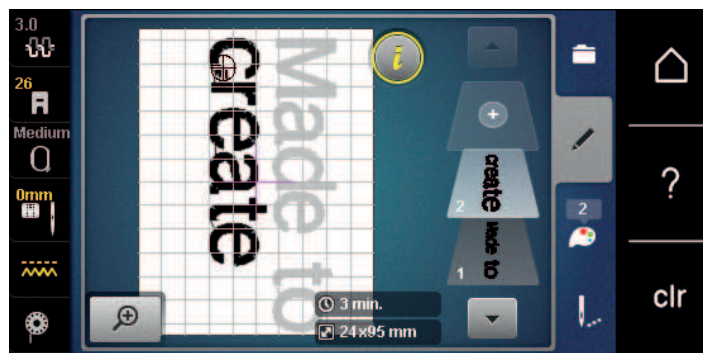 3.0
26
Medium
0mm
Made to
create
i
create
2
Made to
1
3 min.
24x95 mm
2
?
clr